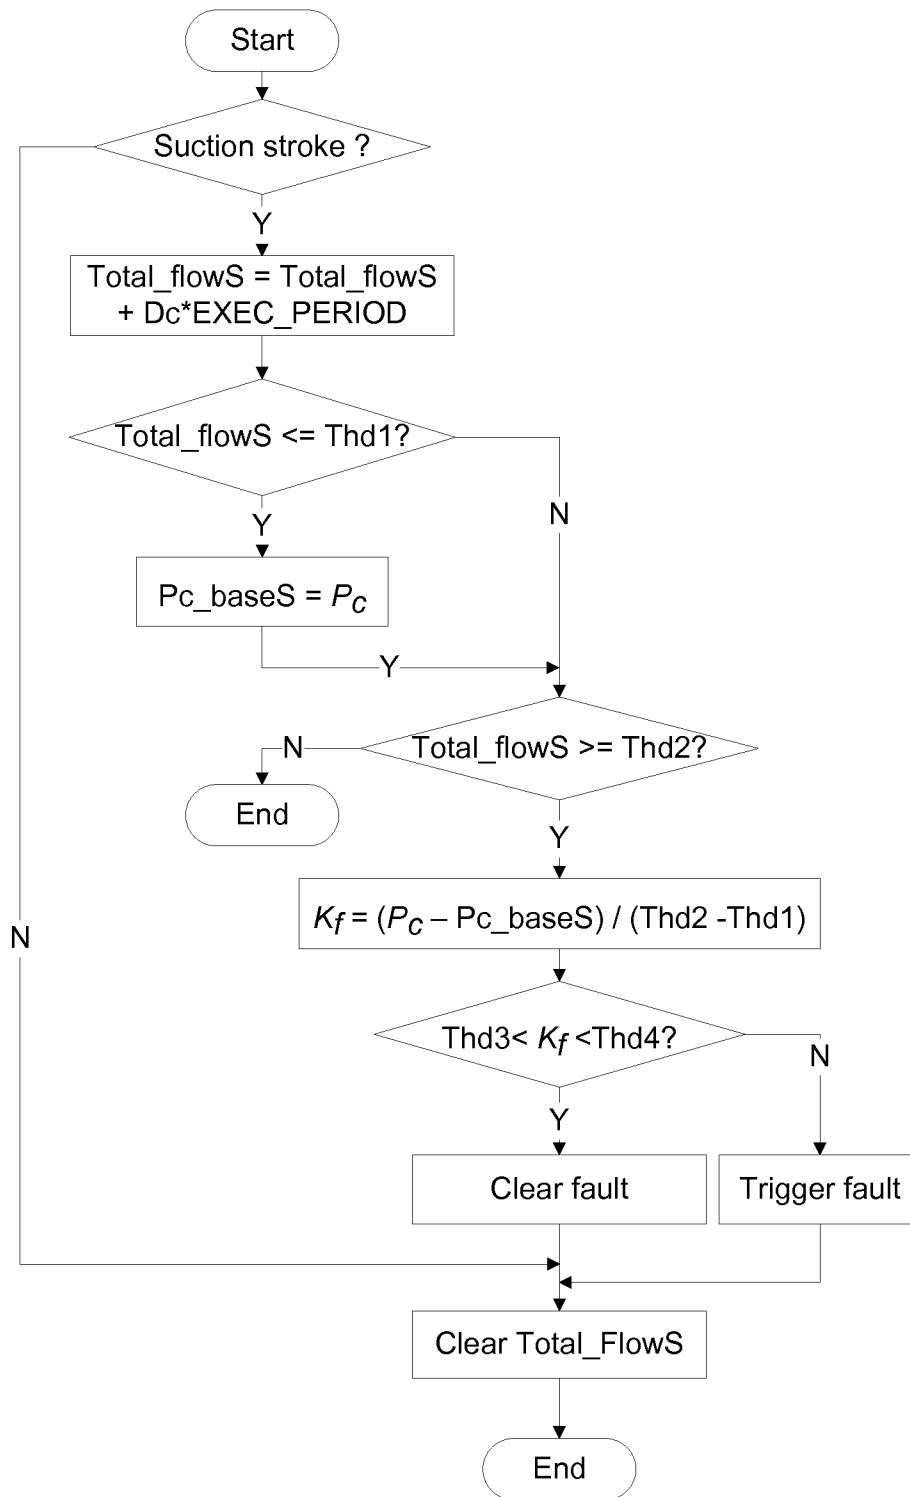 Start
Suction stroke ?
Y
Total_flowS = Total_flowS
+ Dc*EXEC_PERIOD
Total_flowS <= Thd1?
N
Y
Pc_baseS = Pc
Y
Total_flowS >= Thd2?
N
End
Y
Kf = (Pc – Pc_baseS) / (Thd2 -Thd1)
N
Thd3< Kf <Thd4?
N
Y
Clear fault
Trigger fault
Clear Total_FlowS
End